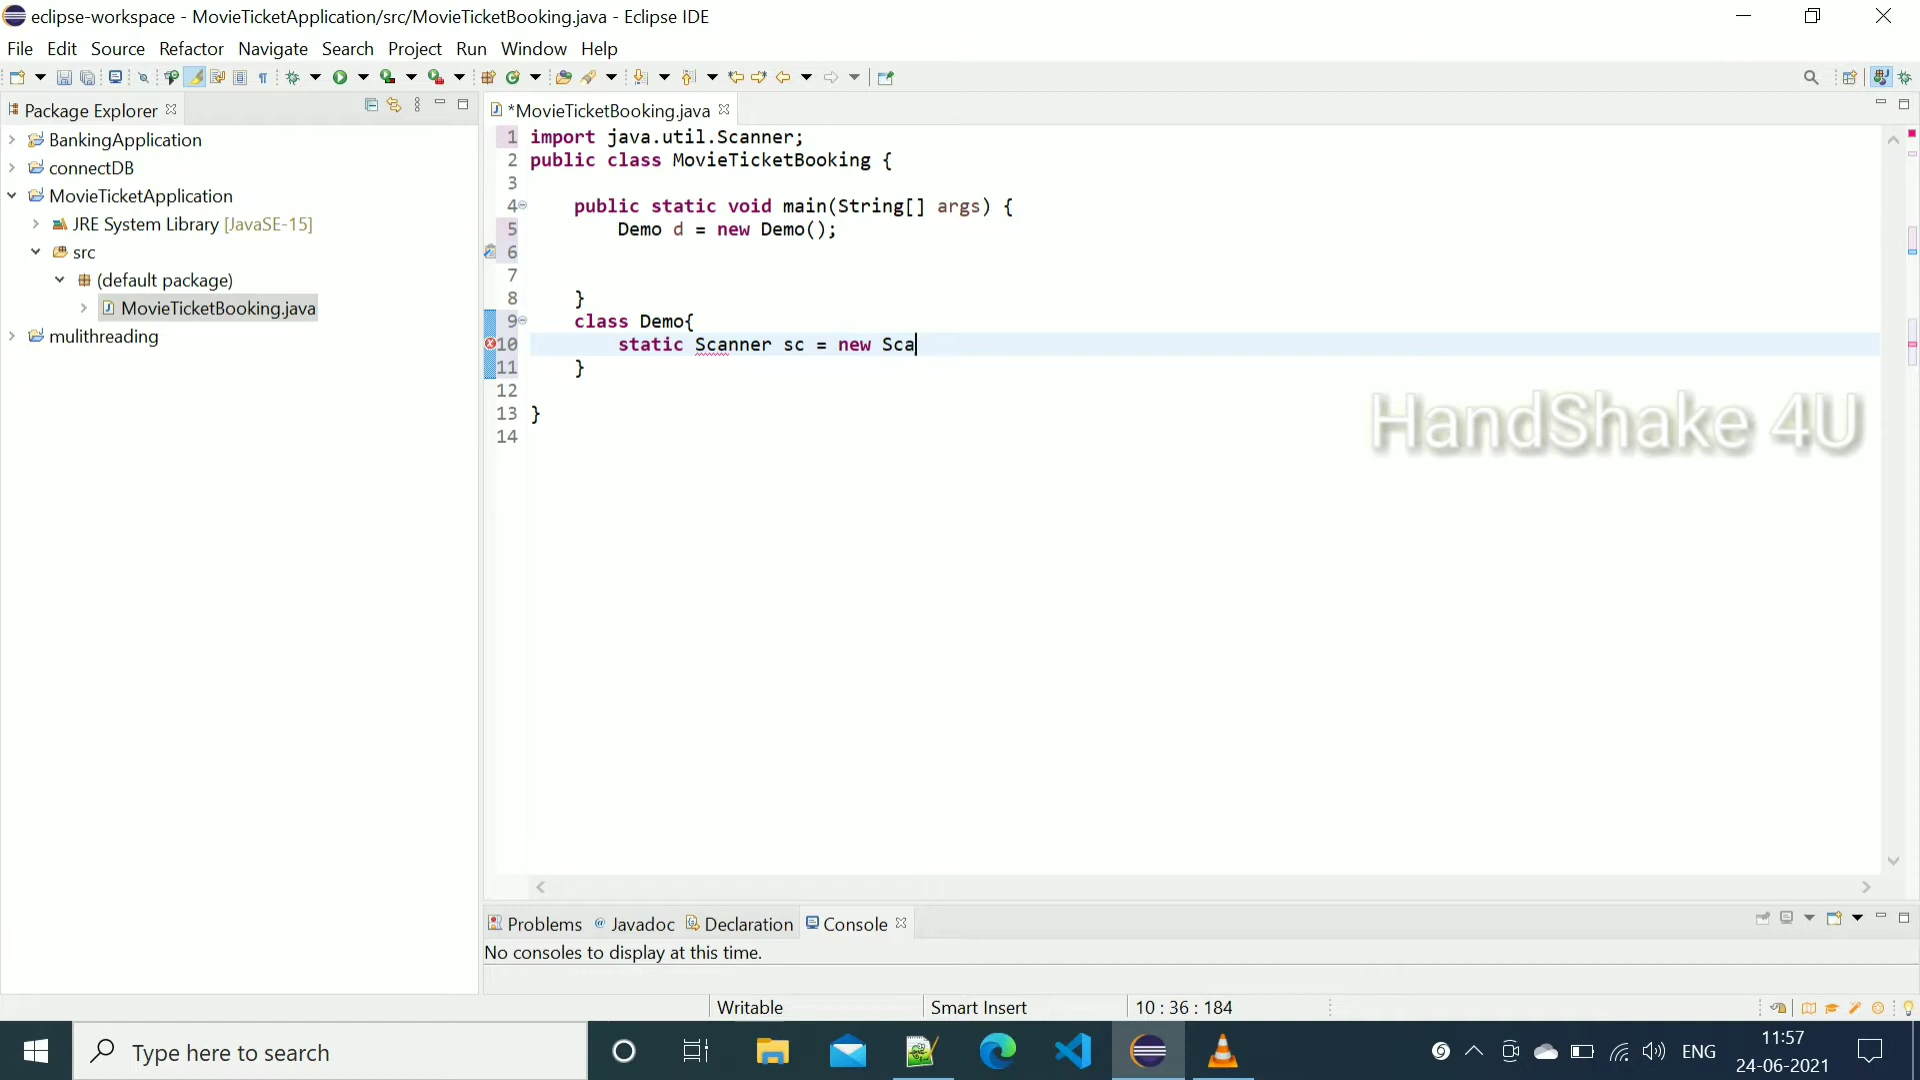 eclipse-workspace - MovieTicketApplication/src/MovieTicketBooking.java - Eclipse IDE
File Edit Source Refactor Navigate Search Project Run Window Help
Package Explorer
BankingApplication
connectDB
MovieTicketApplication
JRE System Library [JavaSE-15]
src
(default package)
MovieTicketBooking.java
mulithreading
*MovieTicketBooking.java
1 import java.util.Scanner;
2 public class MovieTicketBooking {
3
4 public static void main(String[] args) {
5 Demo d = new Demo();
6
7
8 }
9 class Demo{
10 static Scanner sc = new Sca
11 }
12
13 }
14
HandShake 4U
Problems Javadoc Declaration Console
No consoles to display at this time.
Writable Smart Insert 10 : 36 : 184
Type here to search
ENG
11:57
24-06-2021